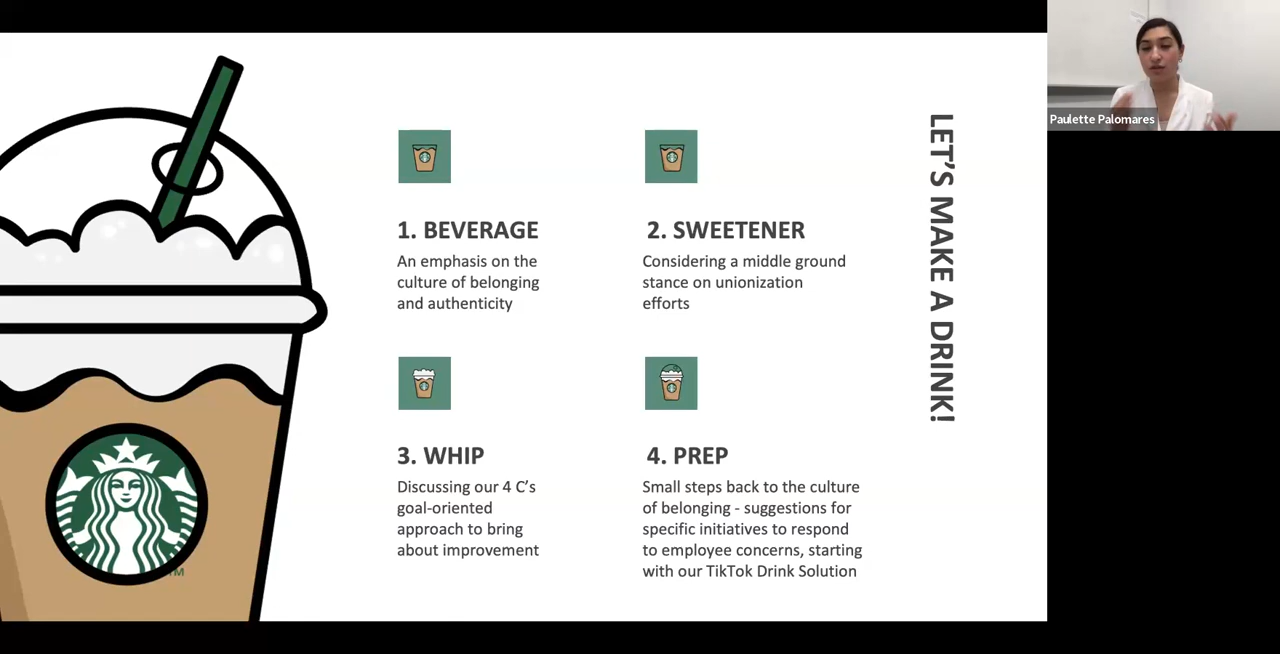 Paulette Palomares
LET'S MAKE A DRINK!
1. BEVERAGE
An emphasis on the
culture of belonging
and authenticity
2. SWEETENER
Considering a middle ground
stance on unionization
efforts
3. WHIP
Discussing our 4 C's
goal-oriented
approach to bring
about improvement
4. PREP
Small steps back to the culture
of belonging - suggestions for
specific initiatives to respond
to employee concerns, starting
with our TikTok Drink Solution
TM